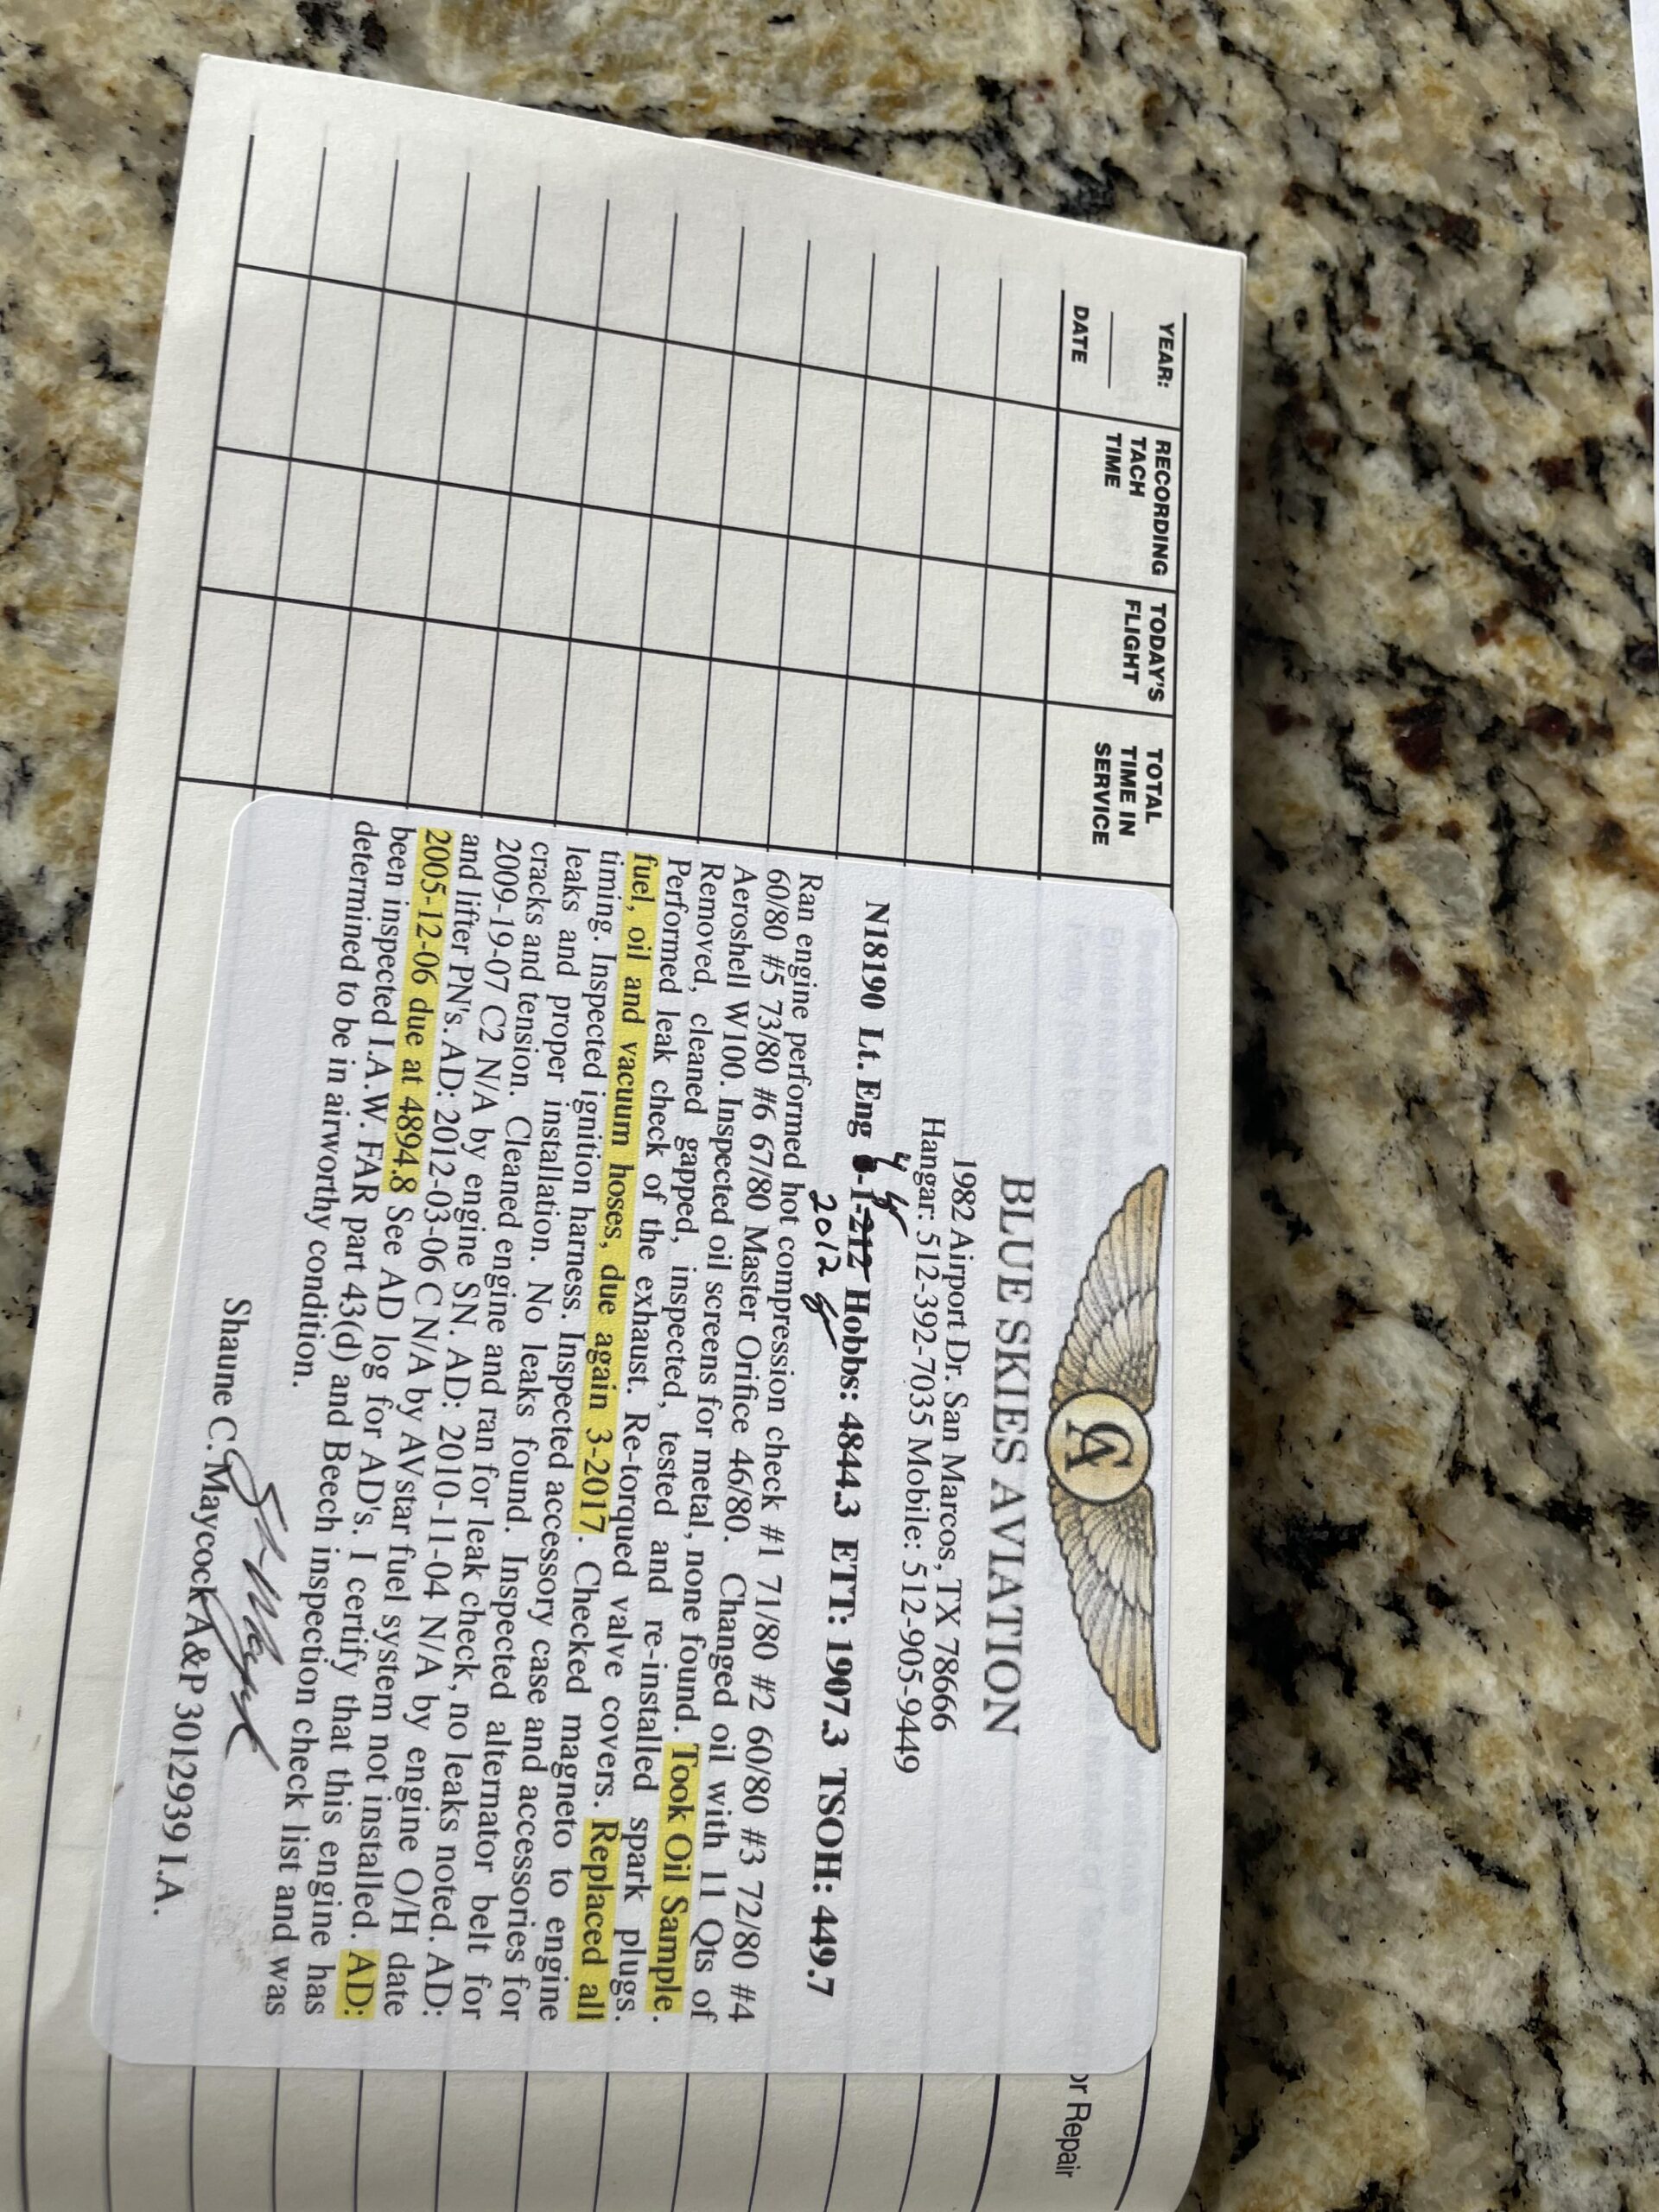 YEAR:
DATE
RECORDING
TACH
TIME
TODAY'S
FLIGHT
TOTAL
TIME IN
SERVICE
or Repair
CA
BLUE SKIES AVIATION
1982 Airport Dr. San Marcos, TX 78666
Hangar: 512-392-7035 Mobile: 512-905-9449
N18190 Lt. Eng 4-1-212 Hobbs: 4844.3 ETT: 1907.3 TSOH: 449.7
2012
Ran engine performed hot compression check #1 71/80 #2 60/80 #3 72/80 #4
60/80 #5 73/80 #6 67/80 Master Orifice 46/80. Changed oil with 11 Qts of
Aeroshell W100. Inspected oil screens for metal, none found. Took Oil Sample.
Removed, cleaned gapped, inspected, tested and re-installed spark plugs.
Performed leak check of the exhaust. Re-torqued valve covers. Replaced all
fuel, oil and vacuum hoses, due again 3-2017. Checked magneto to engine
timing. Inspected ignition harness. Inspected accessory case and accessories for
leaks and proper installation. No leaks found. Inspected alternator belt for
cracks and tension. Cleaned engine and ran for leak check, no leaks noted. AD:
2009-19-07 C2 N/A by engine SN. AD: 2010-11-04 N/A by engine O/H date
and lifter PN's. AD: 2012-03-06 C N/A by AVstar fuel system not installed. AD:
2005-12-06 due at 4894.8 See AD log for AD's. I certify that this engine has
been inspected I.A.W. FAR part 43(d) and Beech inspection check list and was
determined to be in airworthy condition.
Shaune C. Maycock A&P 3012939 I.A.